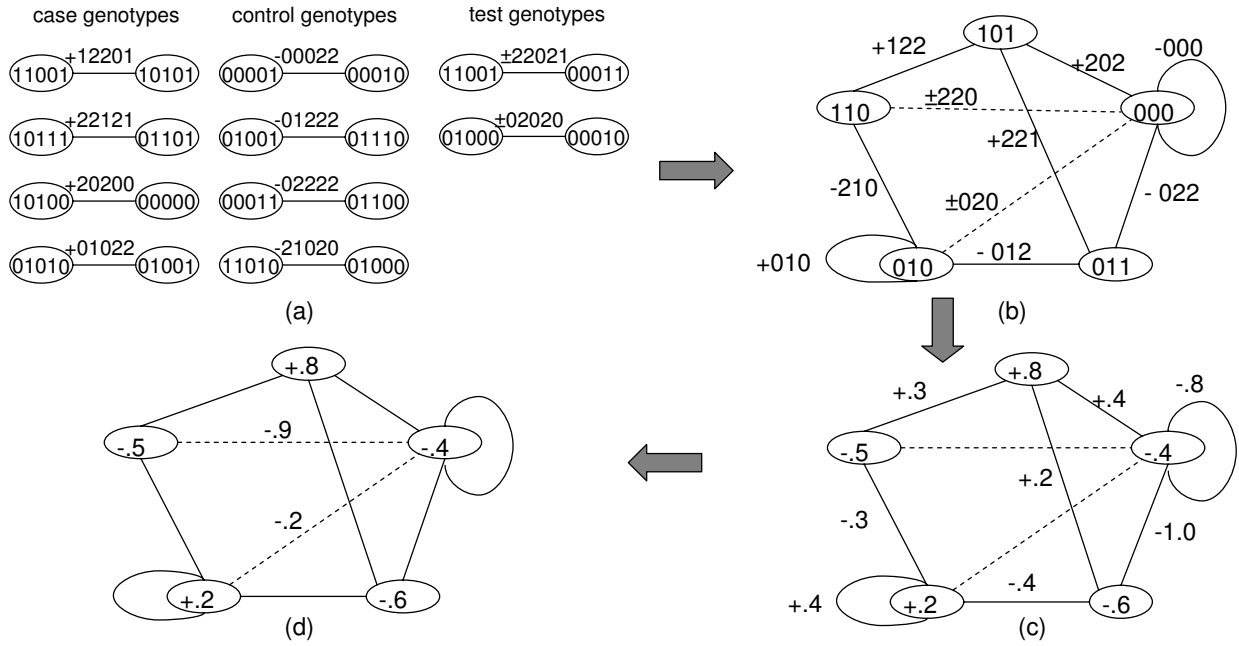 case genotypes control genotypes test genotypes
11001 +12201 10101 00001 -00022 00010 11001 ±22021 00011
10111 +22121 01101 01001 -01222 01110 01000 ±02020 00010
10100 +20200 00000 00011 -02222 01100
01010 +01022 01001 11010 -21020 01000
(a)
101
+122 +202 -000
110 ±220 000
+221
-210 ±020 - 022
+010 010 - 012 011
(b)
+.8
+.3 +.4 -.8
-.5 -.4
+.2
-.3 -1.0
+.4 +.2 -.4 -.6
(c)
+.8
-.5 -.9 -.4
-.2
+.2 -.6
(d)